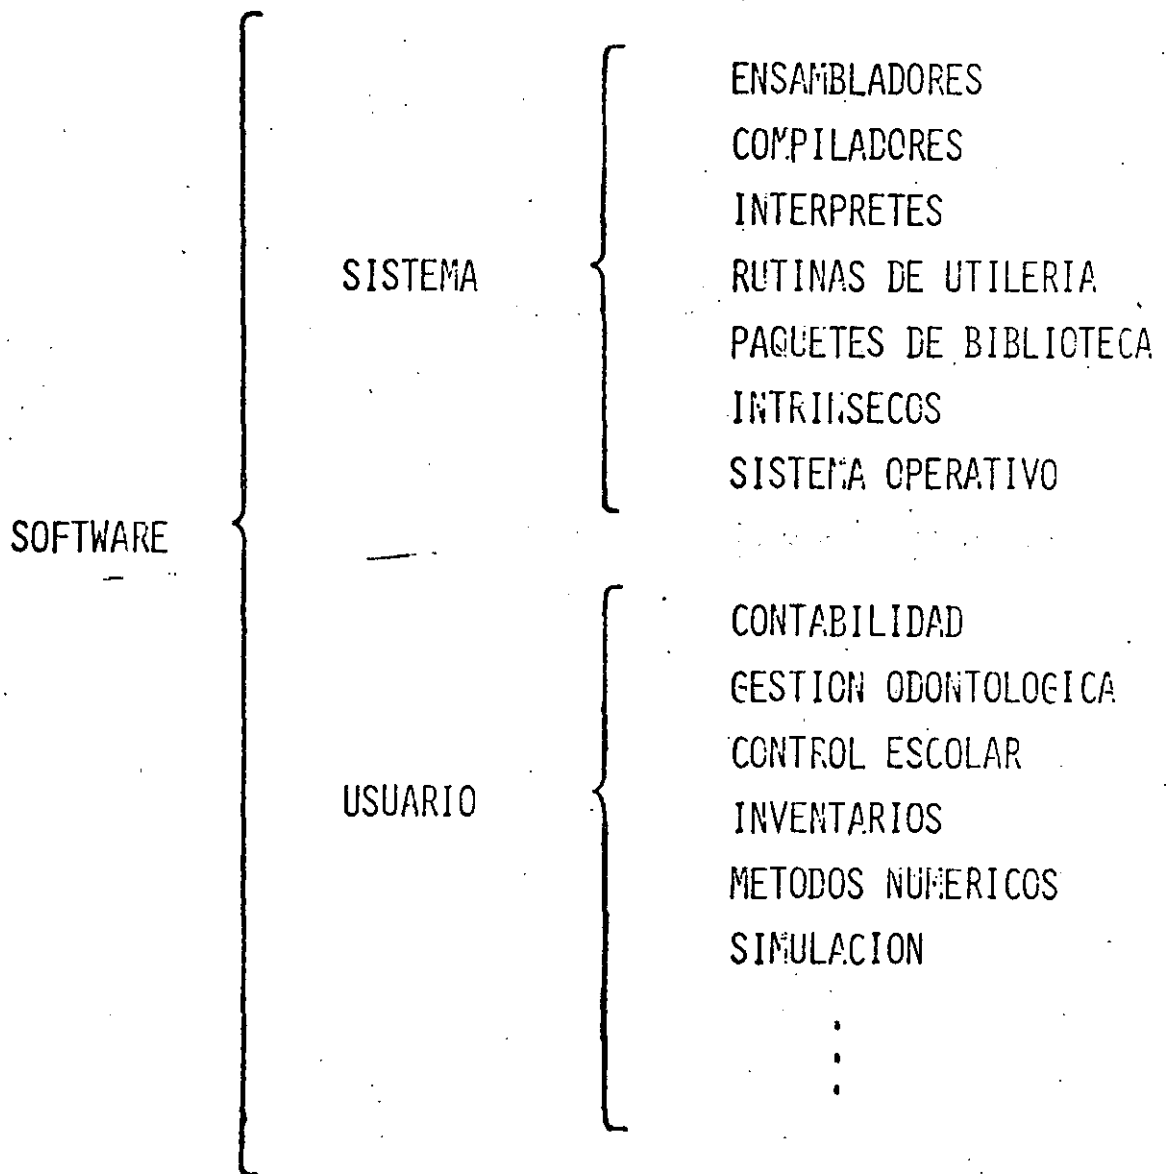 ENSAMBLADORES
COMPILADORES
INTERPRETES
SISTEMA
RUTINAS DE UTILERIA
PAQUETES DE BIBLIOTECA
INTRINSECOS
SISTEMA OPERATIVO
SOFTWARE
CONTABILIDAD
GESTION ODONTOLOGICA
CONTROL ESCOLAR
USUARIO
INVENTARIOS
METODOS NUMERICOS
SIMULACION